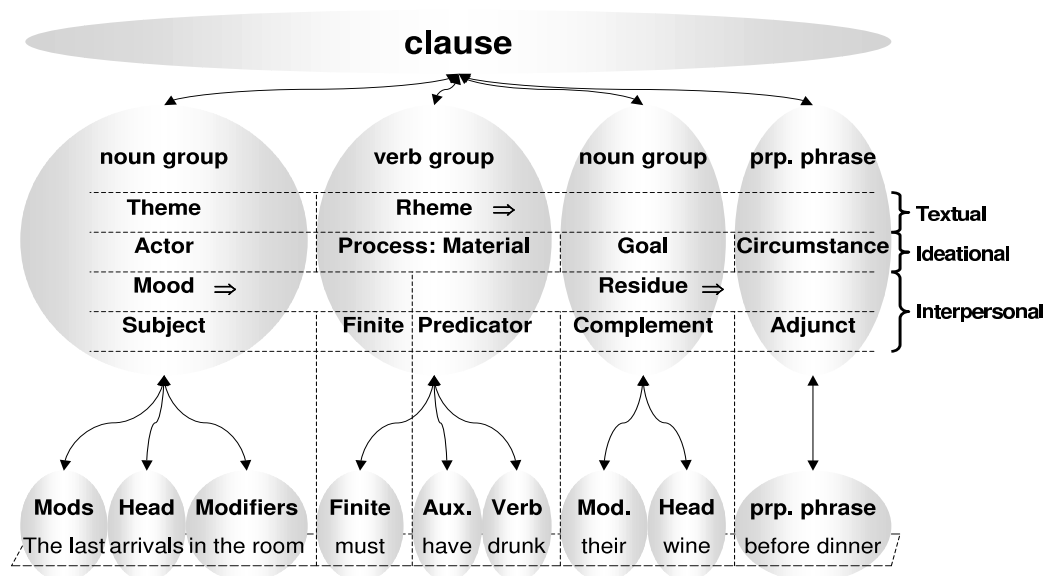 clause
noun group verb group noun group prp. phrase
Theme Rheme ⇒ Textual
Actor Process: Material Goal Circumstance Ideational
Mood ⇒ Residue ⇒ Interpersonal
Subject Finite Predicator Complement Adjunct
Mods Head Modifiers Finite Aux. Verb Mod. Head prp. phrase
The last arrivals in the room must have drunk their wine before dinner